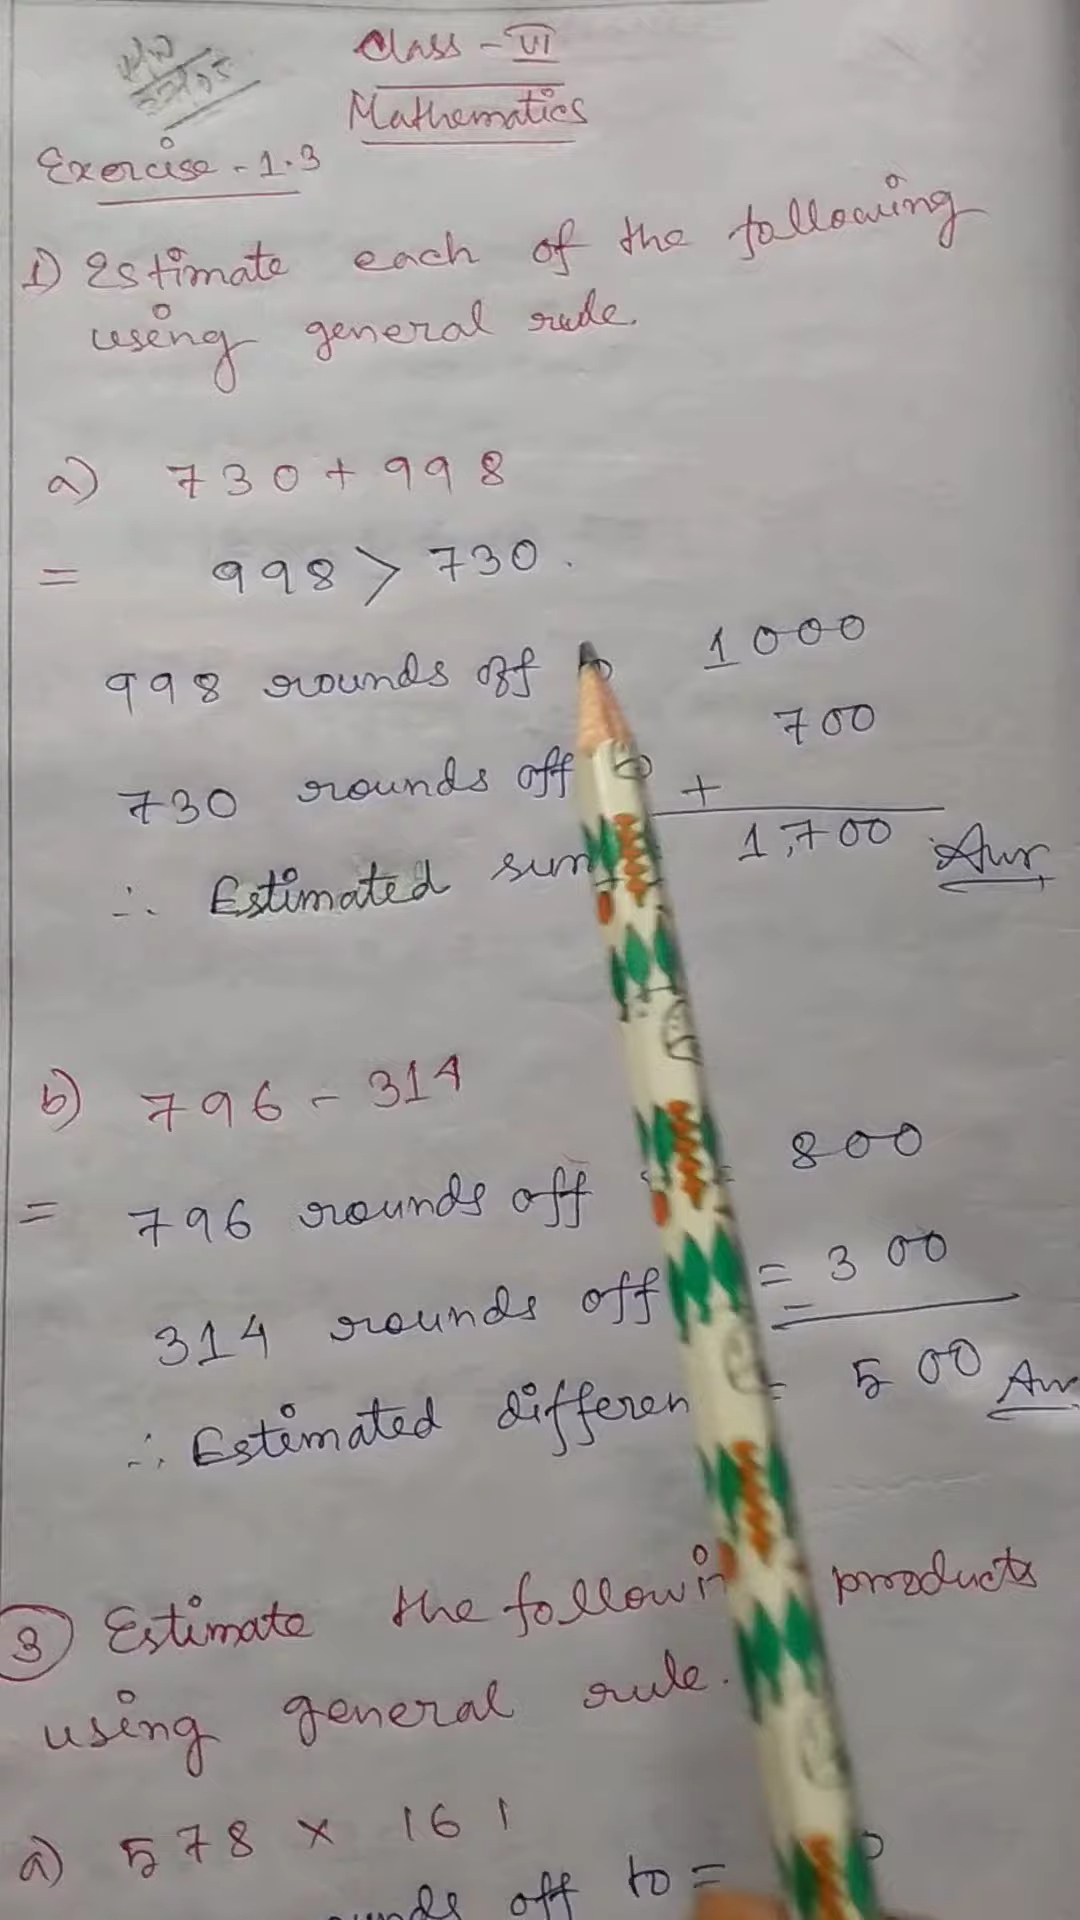 Class - VI
Mathematics
Exercise - 1.3
1) Estimate each of the following
using general rule.
a) 730 + 998
= 998 > 730.
998 rounds off to 1000
730 rounds off to + 700
∴ Estimated sum 1,700 Ans
b) 796 - 314
= 796 rounds off = 800
314 rounds off = - 300
∴ Estimated differen = 500 Ans
3) Estimate the followin products
using general rule.
a) 578 × 161
off to =